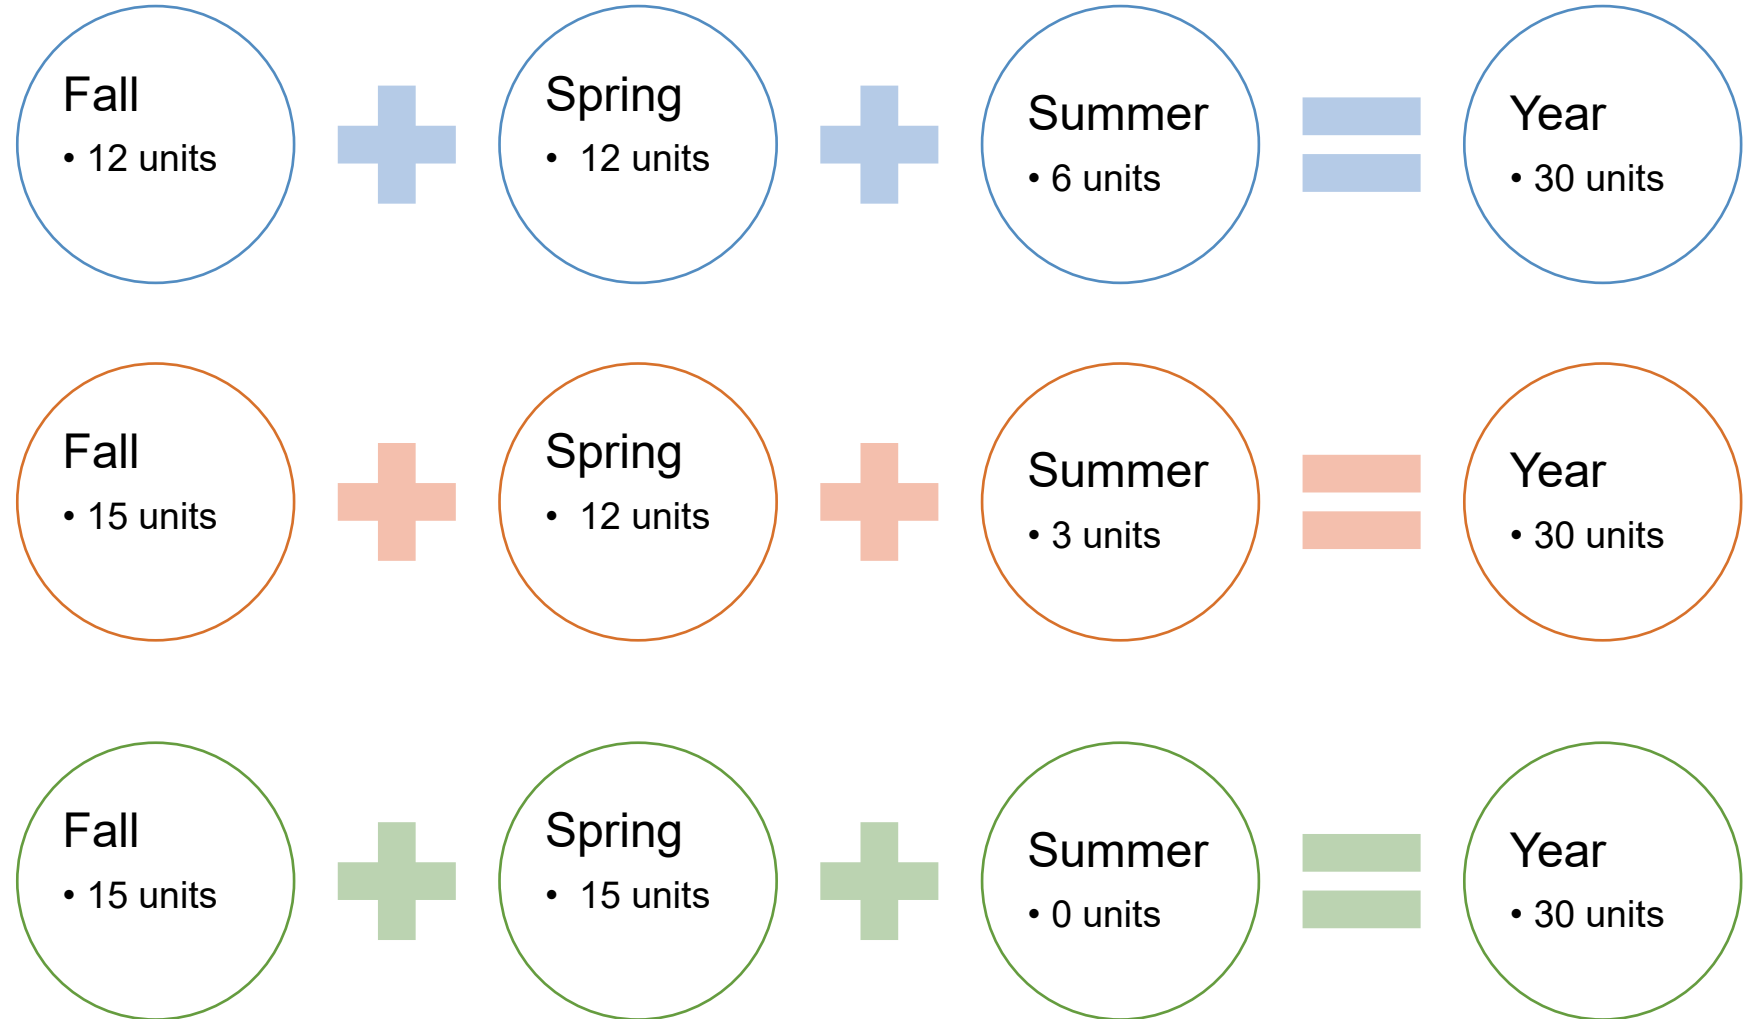 Fall
• 12 units
Spring
• 12 units
Summer
• 6 units
Year
• 30 units
Fall
• 15 units
Spring
• 12 units
Summer
• 3 units
Year
• 30 units
Fall
• 15 units
Spring
• 15 units
Summer
• 0 units
Year
• 30 units